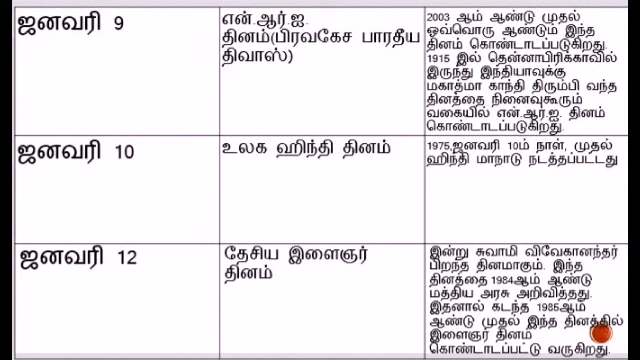 ஜனவரி 9
என்.ஆர்.ஐ.
தினம்(பிரவகேச பாரதீய
திவாஸ்)
2003 ஆம் ஆண்டு முதல்
ஒவ்வொரு ஆண்டும் இந்த
தினம் கொண்டாடப்படுகிறது.
1915 இல் தென்னாபிரிக்காவில்
இருந்து இந்தியாவுக்கு
மகாத்மா காந்தி திரும்பி வந்த
தினத்தை நினைவுகூரும்
வகையில் என்.ஆர்.ஐ. தினம்
கொண்டாடப்படுகிறது.
ஜனவரி 10
உலக ஹிந்தி தினம்
1975,ஜனவரி 10ம் நாள், முதல்
ஹிந்தி மாநாடு நடத்தப்பட்டது
ஜனவரி 12
தேசிய இளைஞர்
தினம்
இன்று சுவாமி விவேகானந்தர்
பிறந்த தினமாகும். இந்த
தினத்தை 1984ஆம் ஆண்டு
மத்திய அரசு அறிவித்தது.
இதனால் கடந்த 1985ஆம்
ஆண்டு முதல் இந்த தினத்தில்
இளைஞர் தினம்
கொண்டாடப்பட்டு வருகிறது.